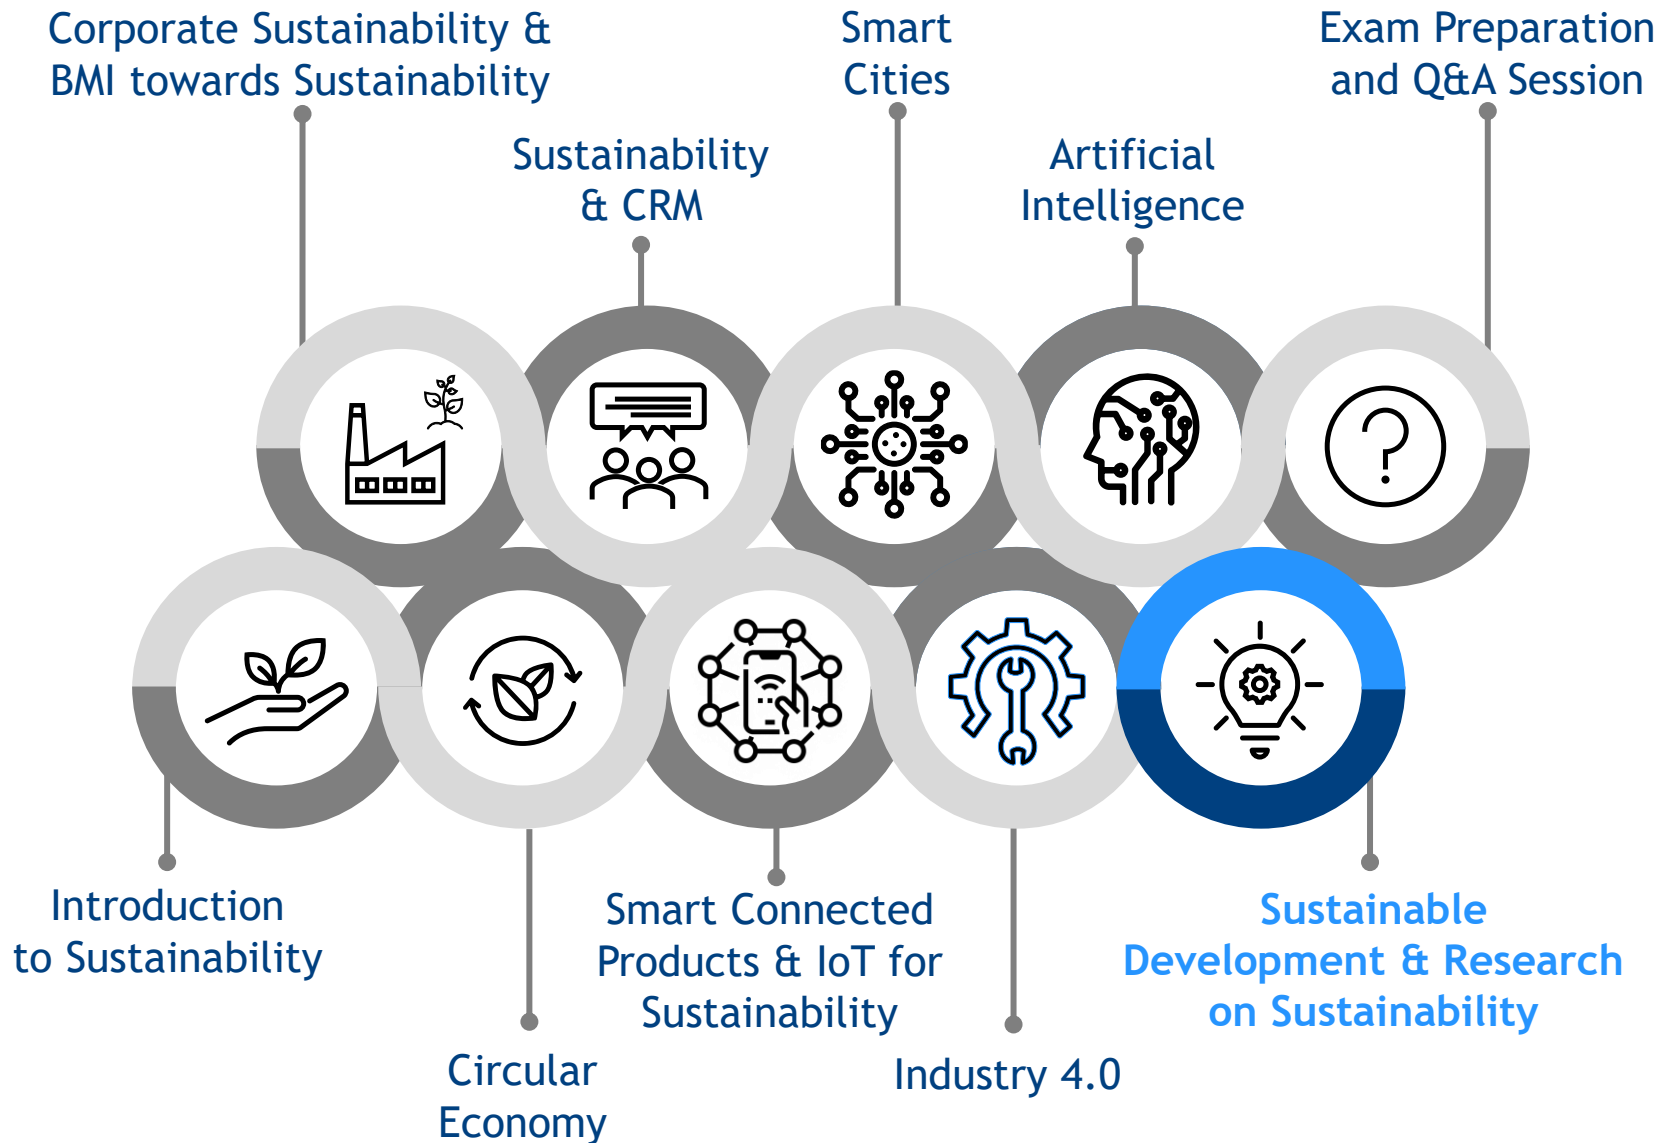 Corporate Sustainability &
BMI towards Sustainability
Smart
Cities
Exam Preparation
and Q&A Session
Sustainability
& CRM
Artificial
Intelligence
Introduction
to Sustainability
Smart Connected
Products & IoT for
Sustainability
Sustainable
Development & Research
on Sustainability
Circular
Economy
Industry 4.0